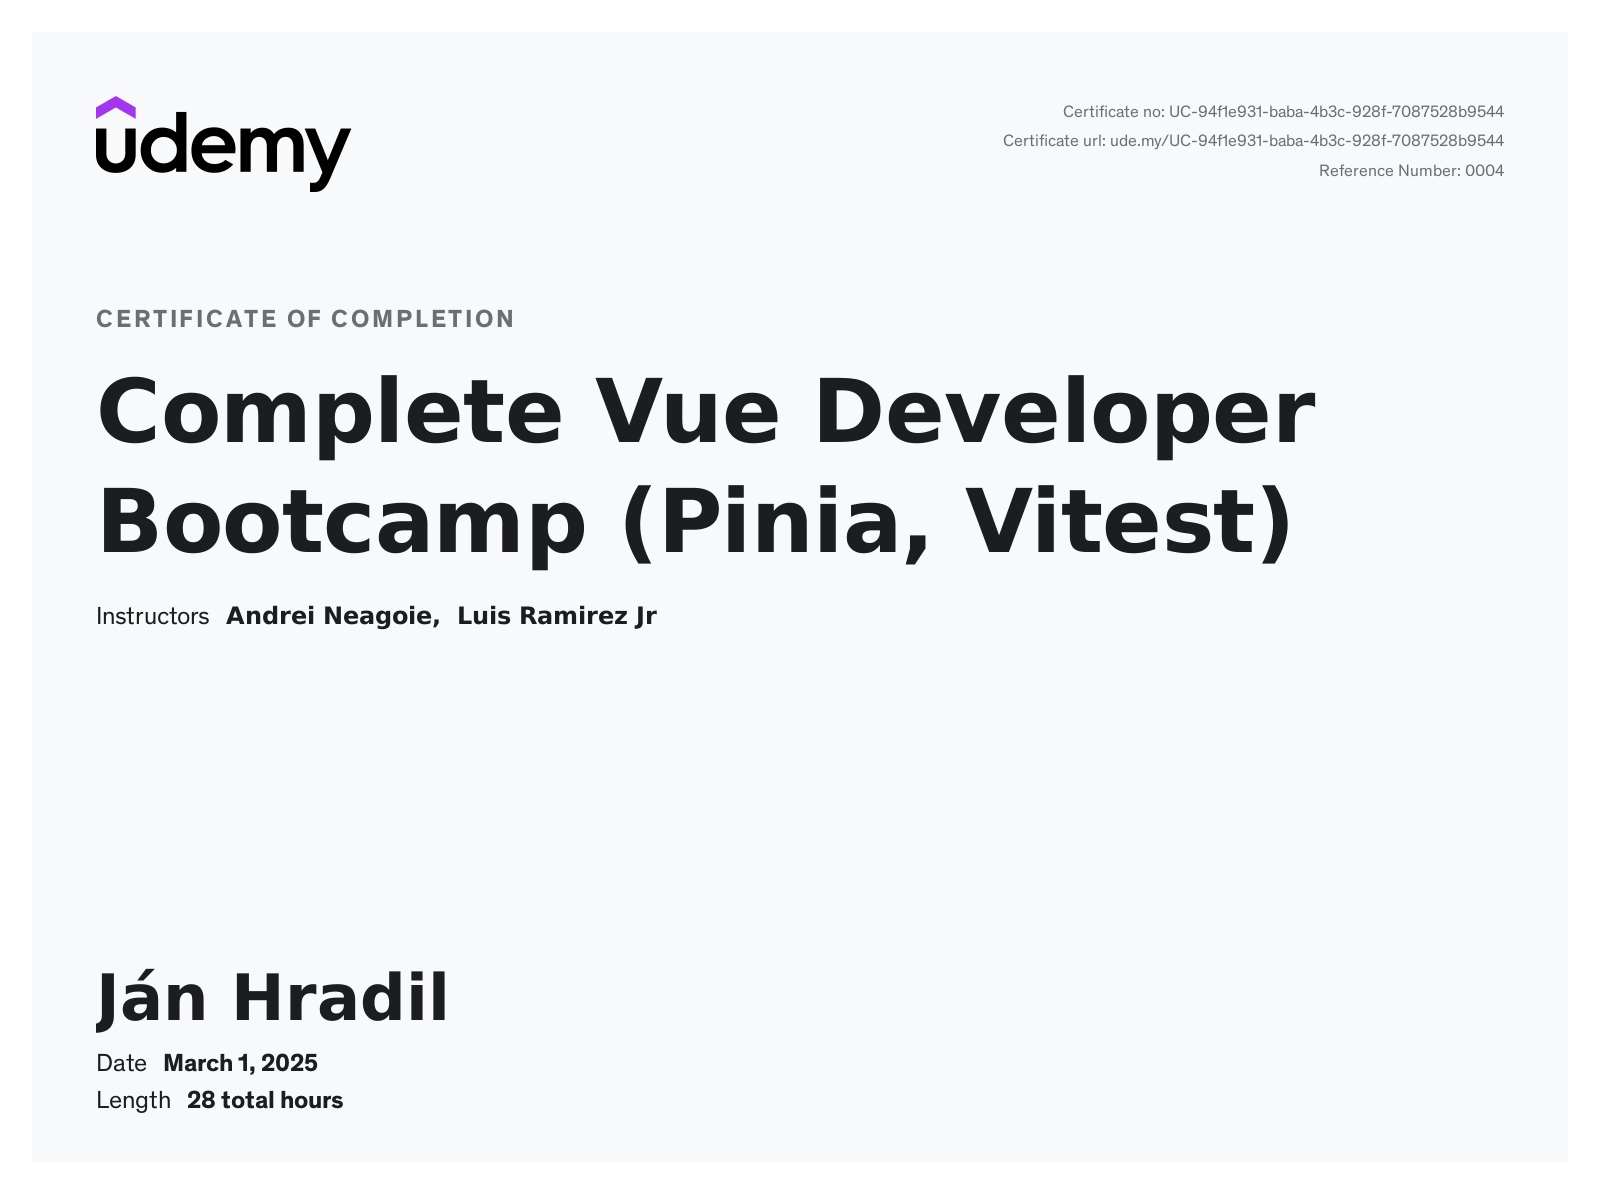 udemy
Certificate no: UC-94f1e931-baba-4b3c-928f-7087528b9544
Certificate url: ude.my/UC-94f1e931-baba-4b3c-928f-7087528b9544
Reference Number: 0004
CERTIFICATE OF COMPLETION
Complete Vue Developer
Bootcamp (Pinia, Vitest)
Instructors Andrei Neagoie, Luis Ramirez Jr
Ján Hradil
Date March 1, 2025
Length 28 total hours